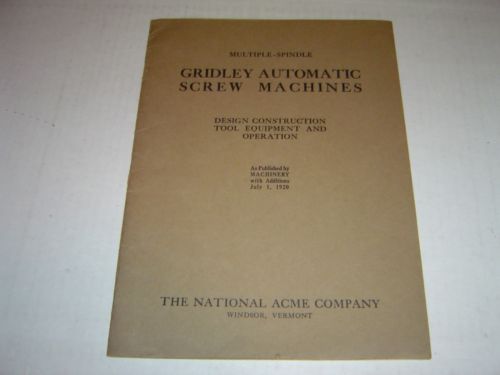 MULTIPLE-SPINDLE
GRIDLEY AUTOMATIC
SCREW MACHINES
DESIGN CONSTRUCTION
TOOL EQUIPMENT AND
OPERATION
As Published by
MACHINERY
with Additions
July 1, 1920
THE NATIONAL ACME COMPANY
WINDSOR, VERMONT